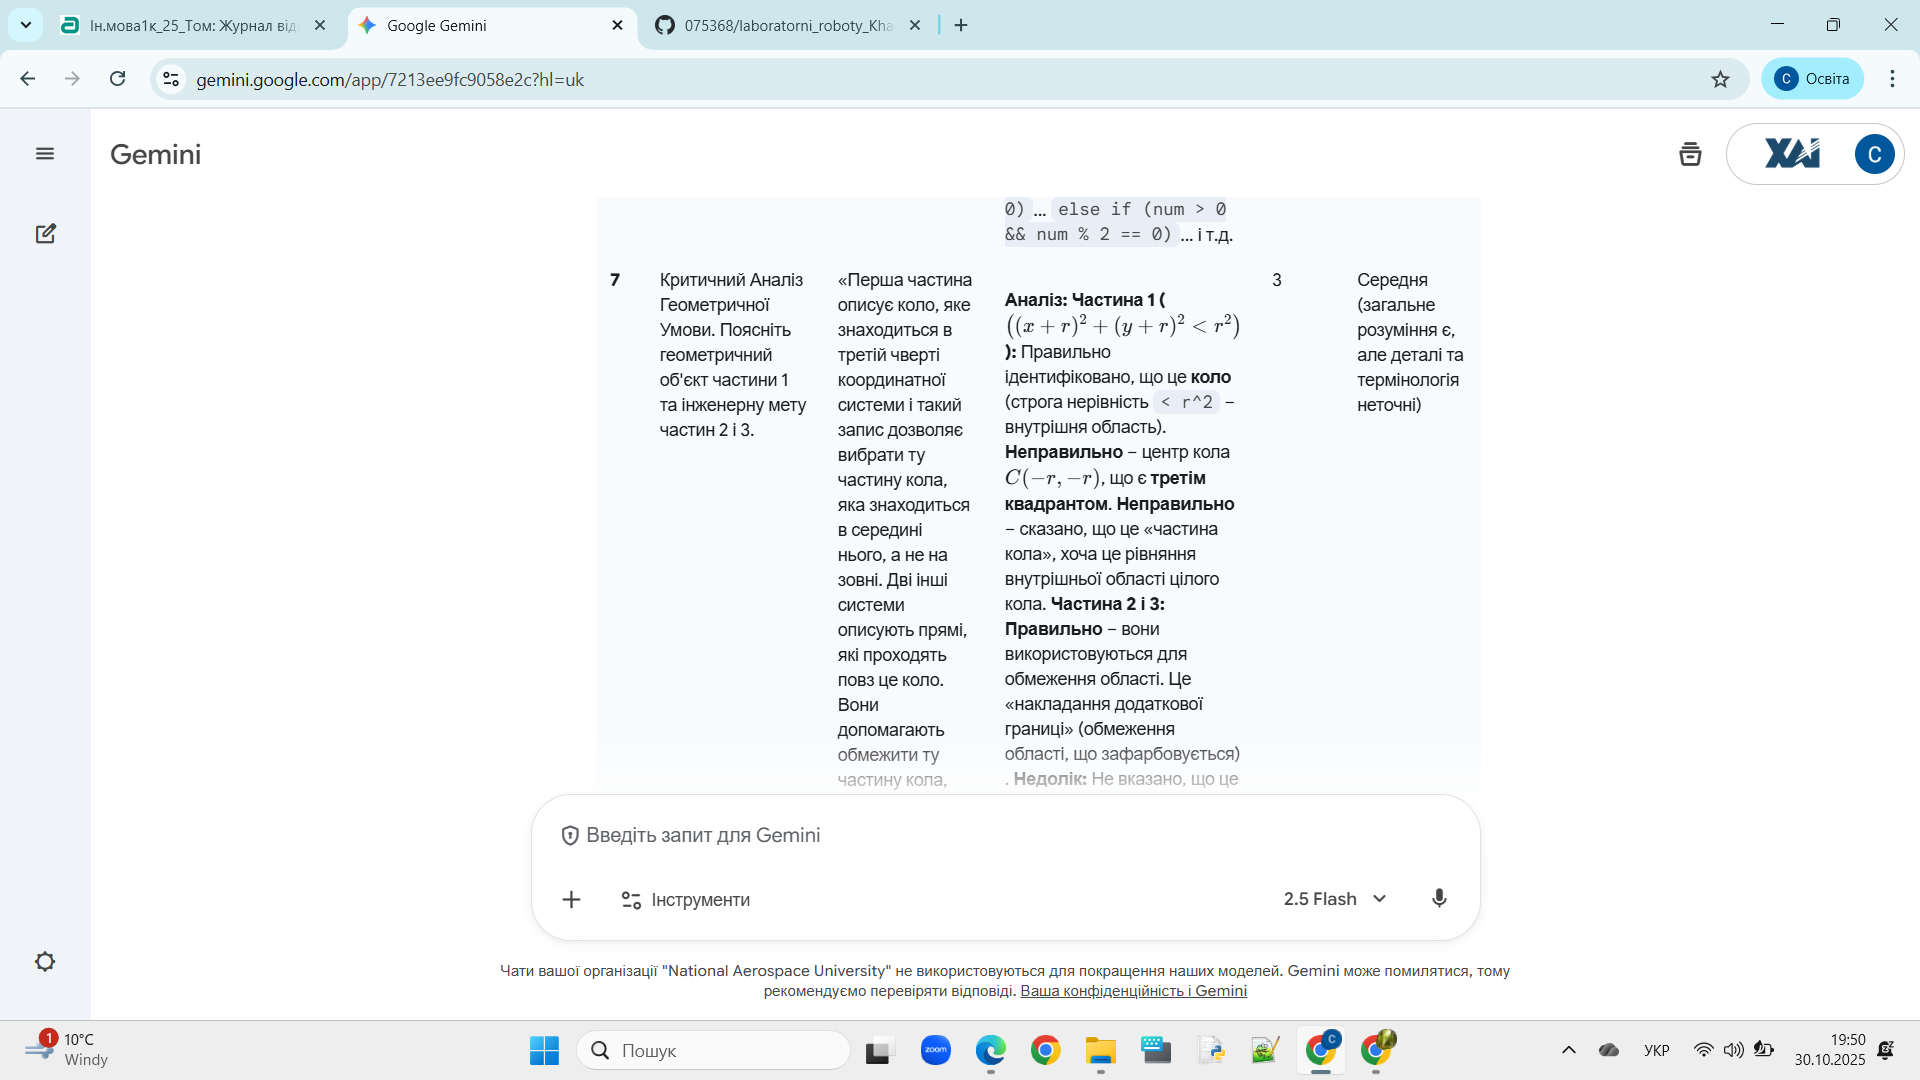 Ін.мова1к_25_Том: Журнал від
Google Gemini
075368/laboratorni_roboty_Kha
gemini.google.com/app/7213ee9fc9058e2c?hl=uk
C
Освіта
Gemini
XAI
C
0) ... else if (num > 0
&& num % 2 == 0) ... і т.д.
7
Критичний Аналіз
Геометричної
Умови. Поясніть
геометричний
об'єкт частини 1
та інженерну мету
частин 2 і 3.
«Перша частина
описує коло, яке
знаходиться в
третій чверті
координатної
системи і такий
запис дозволяє
вибрати ту
частину кола,
яка знаходиться
в середині
нього, а не на
зовні. Дві інші
системи
описують прямі,
які проходять
повз це коло.
Вони
допомагають
обмежити ту
частину кола,
Аналіз: Частина 1 (
((x + r)² + (y + r)² < r²)
): Правильно
ідентифіковано, що це коло
(строга нерівність < r^2 –
внутрішня область).
Неправильно – центр кола
C(−r, −r), що є третім
квадрантом. Неправильно
– сказано, що це «частина
кола», хоча це рівняння
внутрішньої області цілого
кола. Частина 2 і 3:
Правильно – вони
використовуються для
обмеження області. Це
«накладання додаткової
границі» (обмеження
області, що зафарбовується)
. Недолік: Не вказано, що це
3
Середня
(загальне
розуміння є,
але деталі та
термінологія
неточні)
Введіть запит для Gemini
Інструменти
2.5 Flash
Чати вашої організації "National Aerospace University" не використовуються для покращення наших моделей. Gemini може помилятися, тому
рекомендуємо перевіряти відповіді. Ваша конфіденційність і Gemini
1
10°C
Windy
Пошук
zoom
C
УКР
19:50
30.10.2025